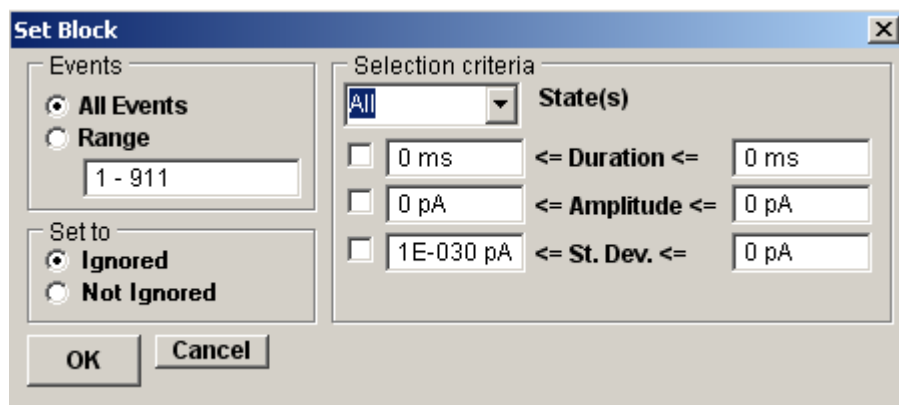 Set Block
Events
All Events
Range
1 - 911
Set to
Ignored
Not Ignored
OK
Cancel
Selection criteria
All State(s)
0 ms <= Duration <= 0 ms
0 pA <= Amplitude <= 0 pA
1E-030 pA <= St. Dev. <= 0 pA